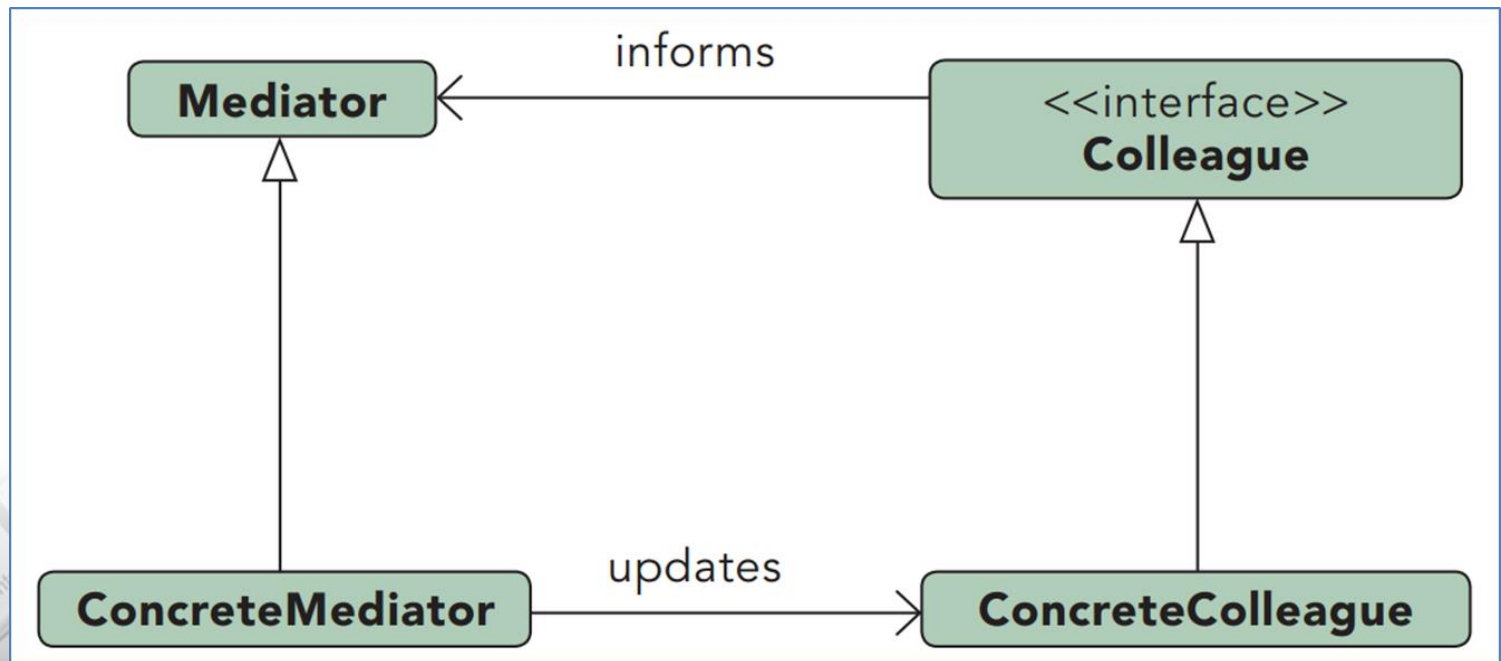 informs
Mediator
<<interface>>
Colleague
updates
ConcreteMediator
ConcreteColleague